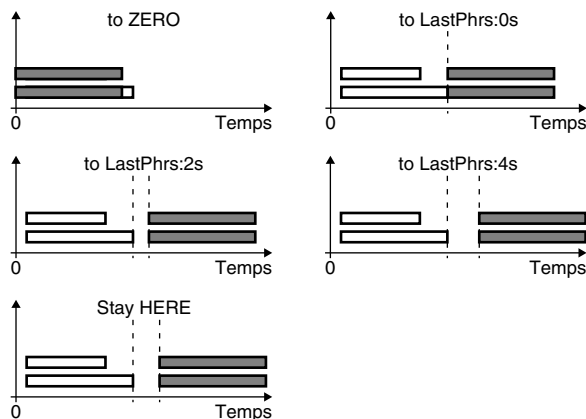 to ZERO
0
Temps
to LastPhrs:0s
0
Temps
to LastPhrs:2s
0
Temps
to LastPhrs:4s
0
Temps
Stay HERE
0
Temps